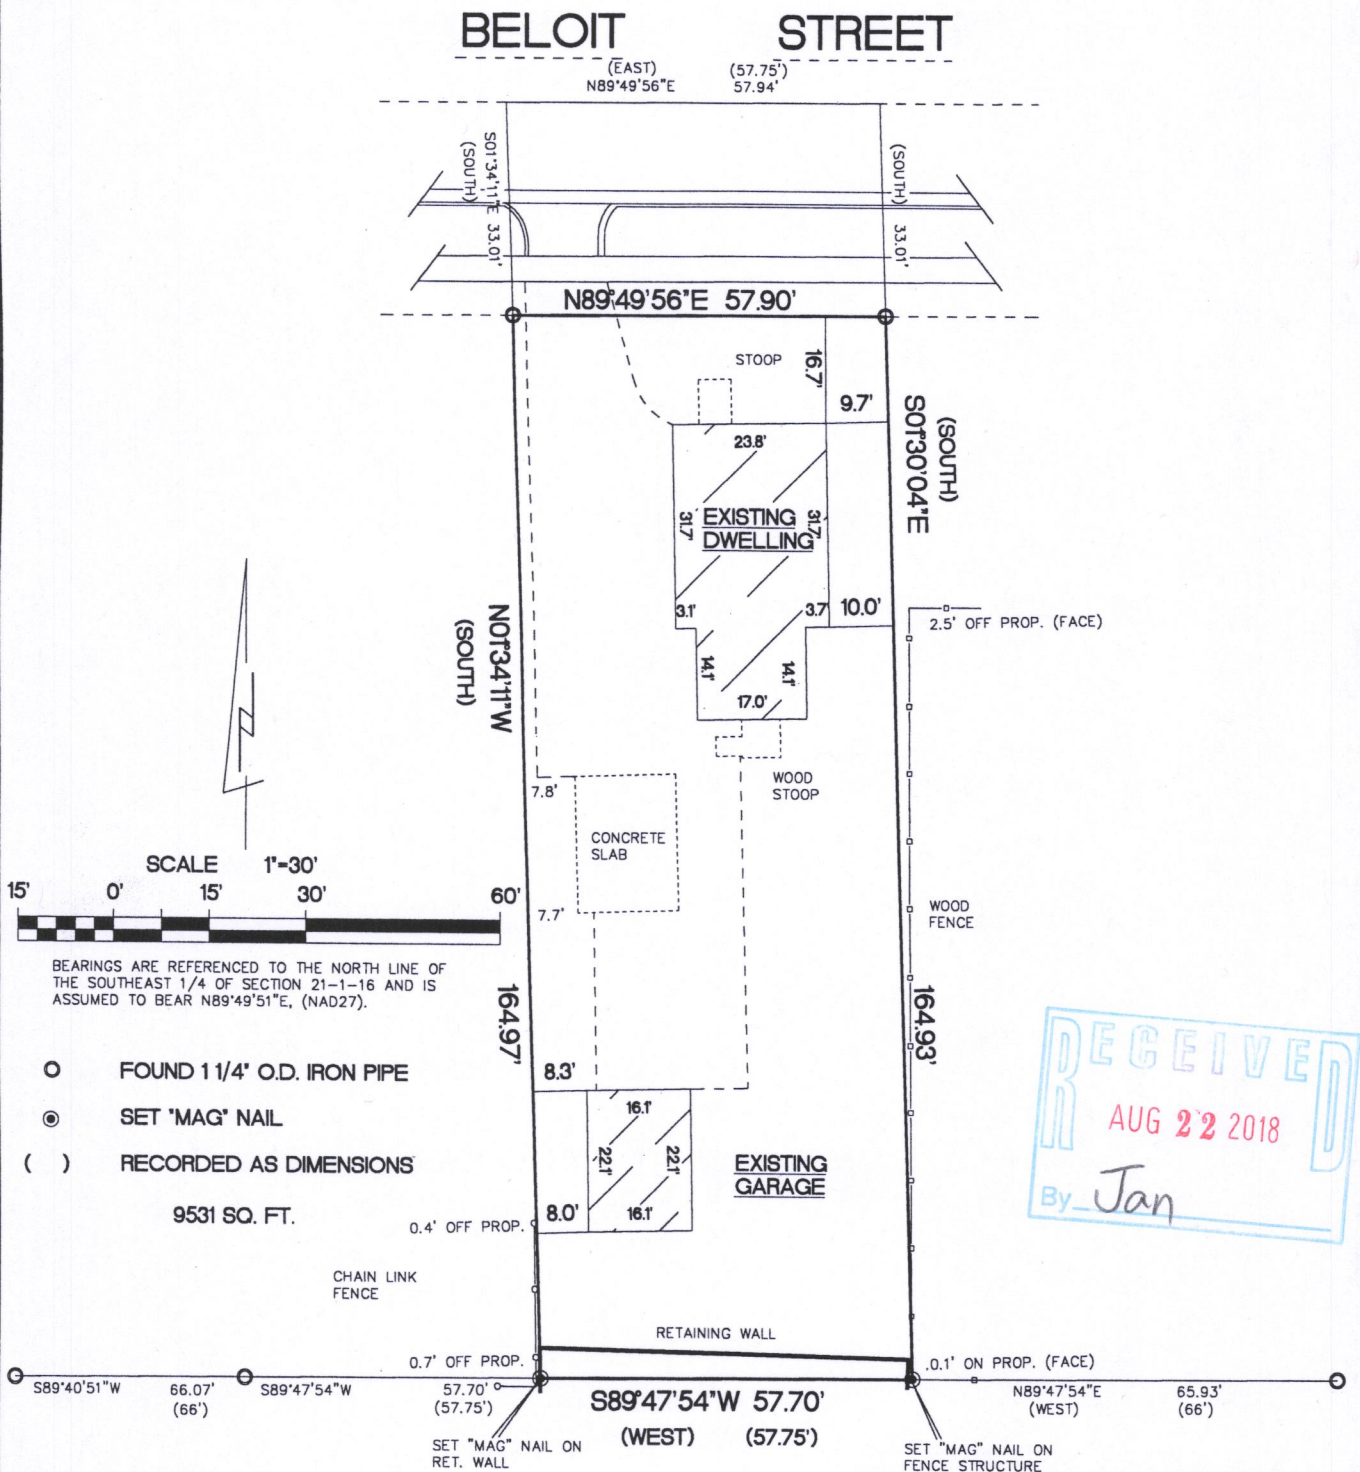 BELOIT STREET
(EAST) (57.75')
N89°49'56"E 57.94'
S01°34'11"E 33.01'
(SOUTH)
(SOUTH) 33.01'
N89°49'56"E 57.90'
STOOP
16.7'
9.7'
23.8'
(SOUTH)
S01°30'04"E
31.7'
EXISTING
DWELLING
31.7'
3.1'
3.7'
10.0'
2.5' OFF PROP. (FACE)
N01°34'11"W
(SOUTH)
14.1'
14.1'
17.0'
WOOD
STOOP
7.8'
CONCRETE
SLAB
SCALE 1"=30'
15' 0' 15' 30' 60'
7.7'
WOOD
FENCE
BEARINGS ARE REFERENCED TO THE NORTH LINE OF
THE SOUTHEAST 1/4 OF SECTION 21-1-16 AND IS
ASSUMED TO BEAR N89°49'51"E, (NAD27).
164.97'
164.93'
FOUND 1 1/4" O.D. IRON PIPE
SET "MAG" NAIL
( ) RECORDED AS DIMENSIONS
9531 SQ. FT.
8.3'
16.1'
22.1'
22.1'
EXISTING
GARAGE
8.0'
16.1'
RECEIVED
AUG 22 2018
By Jan
0.4' OFF PROP.
CHAIN LINK
FENCE
RETAINING WALL
0.7' OFF PROP.
.0.1' ON PROP. (FACE)
S89°40'51"W 66.07'
(66')
S89°47'54"W 57.70'
(57.75')
S89°47'54"W 57.70'
(WEST) (57.75')
N89°47'54"E 65.93'
(WEST) (66')
SET "MAG" NAIL ON
RET. WALL
SET "MAG" NAIL ON
FENCE STRUCTURE